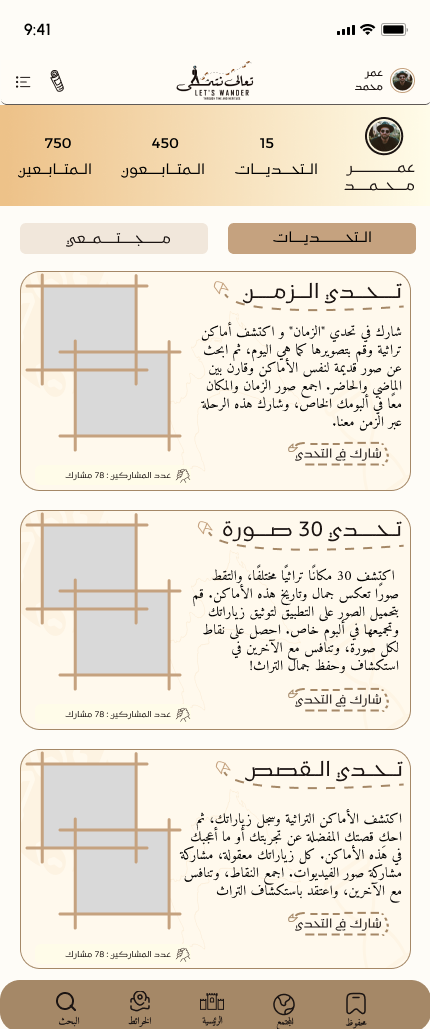 9:41
عمر
محمد
تعالى نتمشى
LET'S WANDER
750
450
15
المتابعين
المتابعون
التحديات
عمر
محمد
التحديات
مجتمعي
تحدي الزمن
شارك في تحدي "الزمان" و اكتشف أماكن
تراثية وقم بتصويرها كما هي اليوم، ثم ابحث
عن صور قديمة لنفس الأماكن وقارن بين
الماضي والحاضر. اجمع صور الزمان والمكان
معًا في ألبومك الخاص، وشارك هذه الرحلة
عبر الزمن معنا.
شارك في التحدي
عدد المشاركين : 78 مشارك
تحدي 30 صورة
اكتشف 30 مكانًا تراثيًا مختلفًا، والتقط
صورًا تعكس جمال وتاريخ هذه الأماكن. قم
بتحميل الصور على التطبيق لتوثيق زياراتك
وتجميعها في ألبوم خاص. احصل على نقاط
لكل صورة، وتنافس مع الآخرين في
استكشاف وحفظ جمال التراث!
شارك في التحدي
عدد المشاركين : 78 مشارك
تحدي القصص
اكتشف الأماكن التراثية وسجل زياراتك، ثم
احكِ قصتك المفضلة عن تجربتك أو ما أعجبك
في هذه الأماكن. كل زياراتك معقولة، مشاركة
مشاركة صور الفيديوات. اجمع النقاط، وتنافس
مع الآخرين، واعتقد باستكشاف التراث
شارك في التحدي
عدد المشاركين : 78 مشارك
محفوظ
المجتمع
الرئيسية
الخرائط
البحث